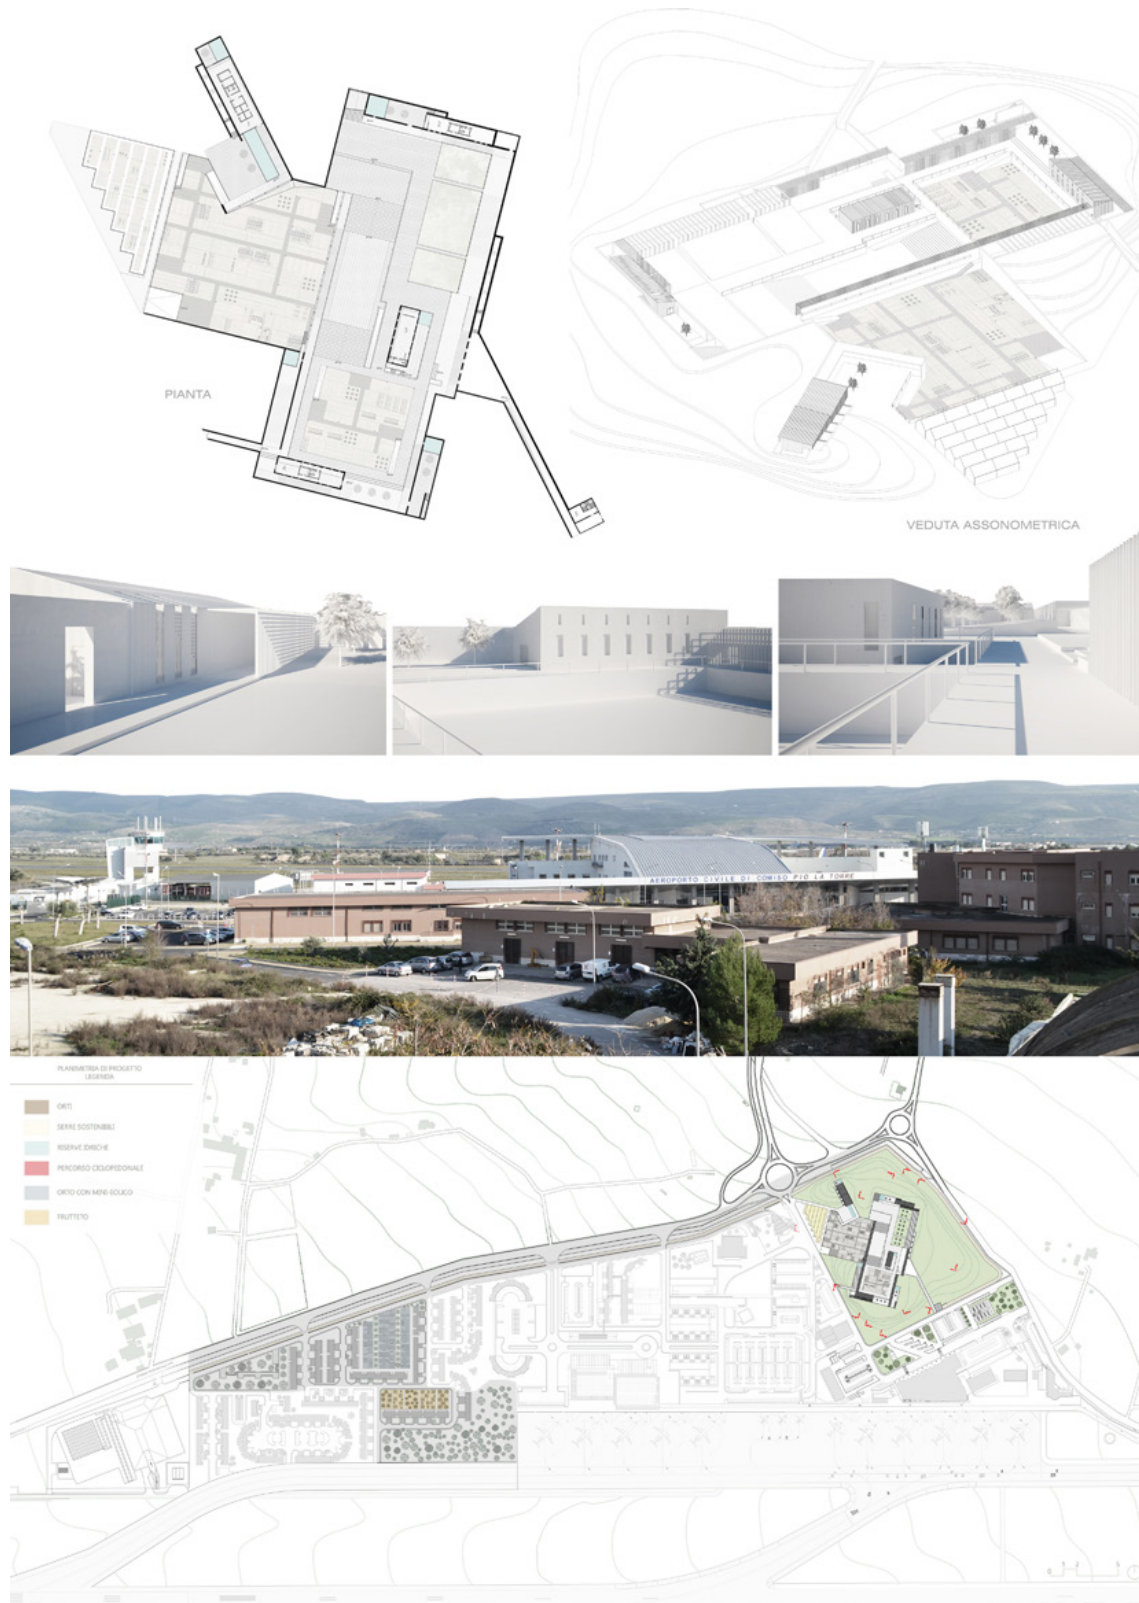 PIANTA
VEDUTA ASSONOMETRICA
AEROPORTO CIVILE DI COMISO PIO LA TORRE
PLANIMETRIA DI PROGETTO
LEGENDA
ORTI
SERRE SOSTENIBILI
RISERVE IDRICHE
PERCORSO CICLOPEDONALE
ORTO CON MINI-EOLICO
FRUTTETO